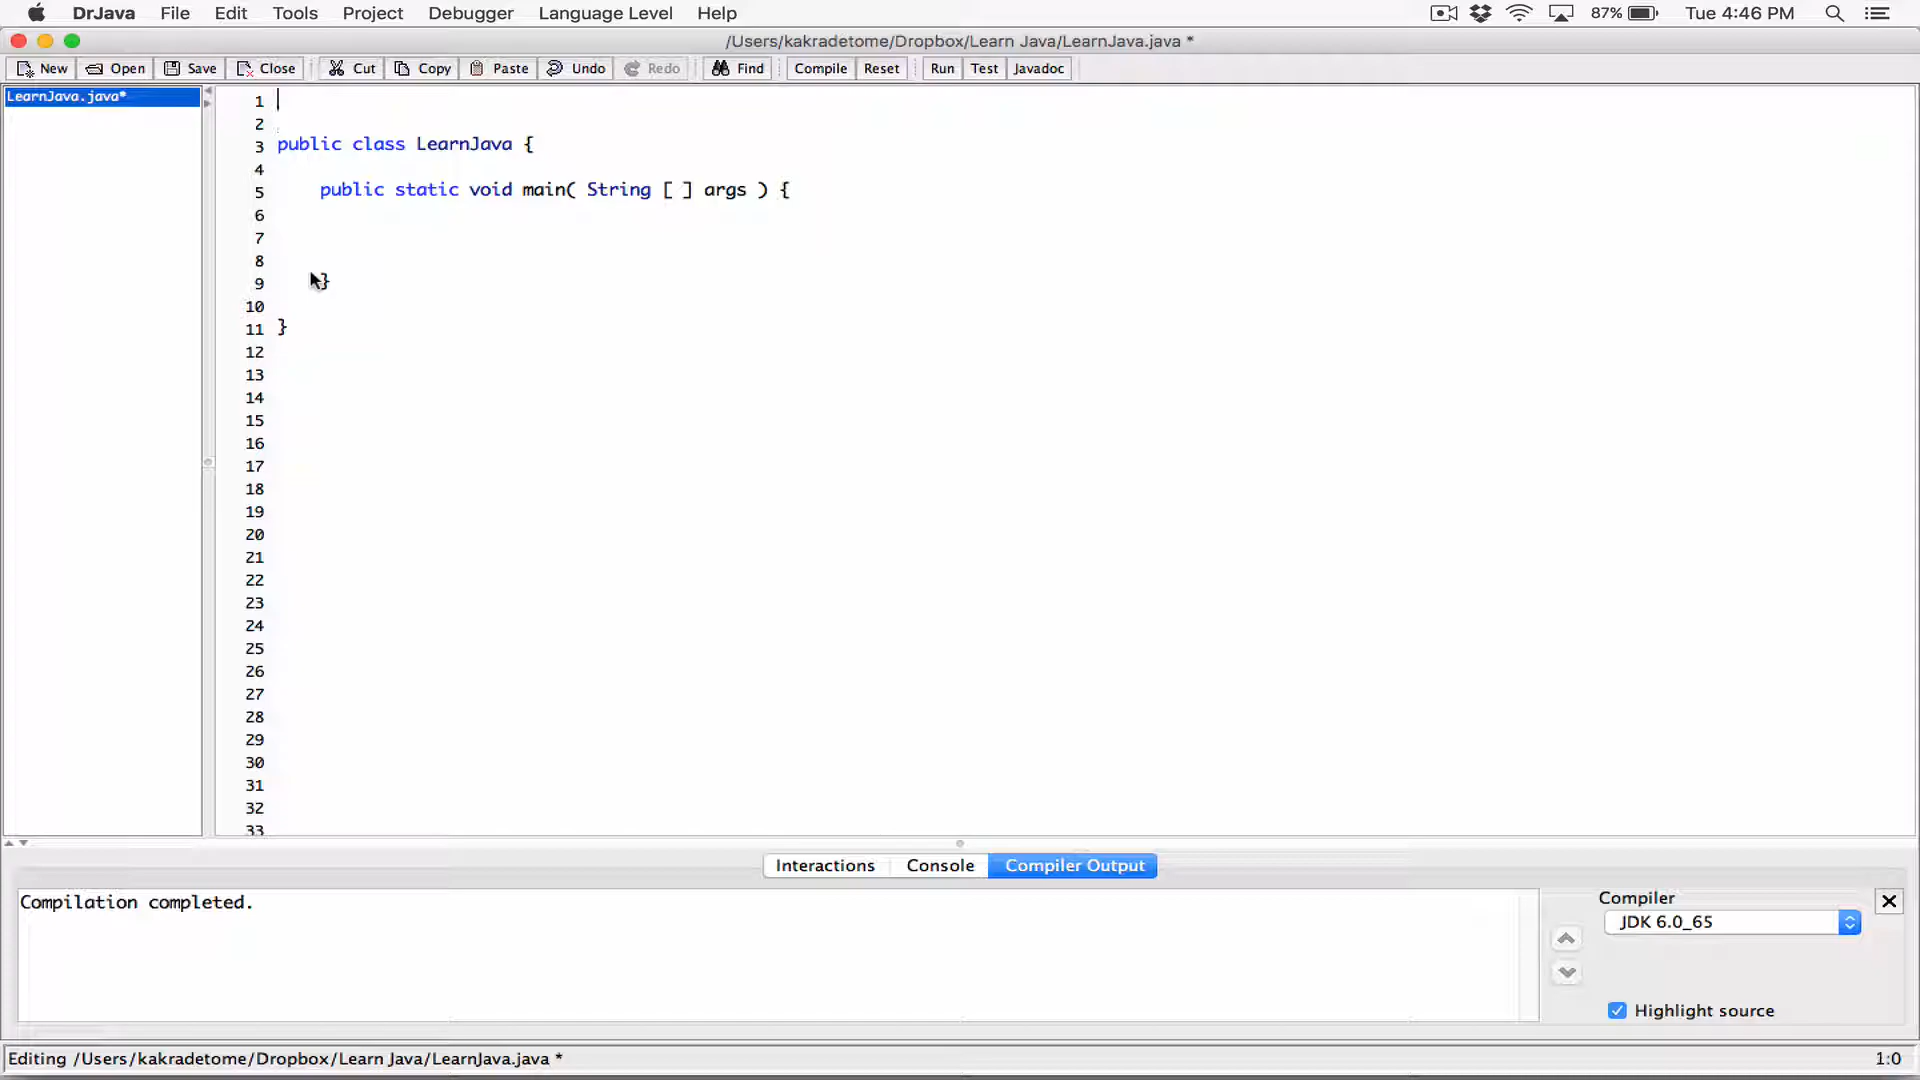 DrJava File Edit Tools Project Debugger Language Level Help 87% Tue 4:46 PM
/Users/kakradetome/Dropbox/Learn Java/LearnJava.java *
New Open Save Close Cut Copy Paste Undo Redo Find Compile Reset Run Test Javadoc
LearnJava.java*
1
2
3 public class LearnJava {
4
5 public static void main( String [ ] args ) {
6
7
8
9 }
10
11 }
12
13
14
15
16
17
18
19
20
21
22
23
24
25
26
27
28
29
30
31
32
33
Interactions Console Compiler Output
Compilation completed.
Compiler
JDK 6.0_65
Highlight source
Editing /Users/kakradetome/Dropbox/Learn Java/LearnJava.java * 1:0